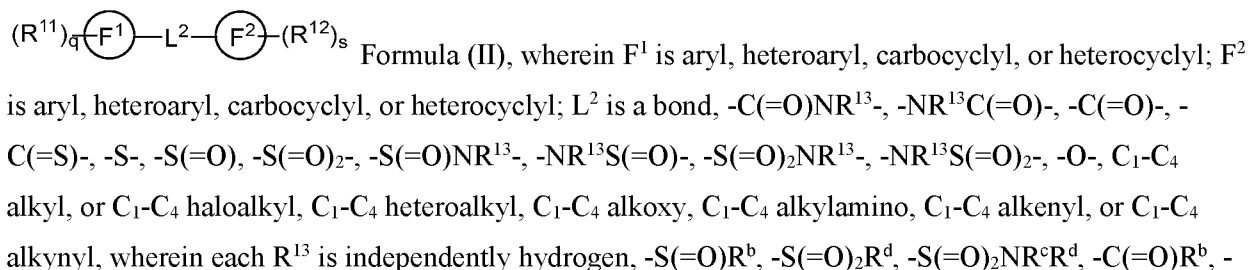 (R¹¹)q F¹ L² F² (R¹²)s Formula (II), wherein F¹ is aryl, heteroaryl, carbocyclyl, or heterocyclyl; F²
is aryl, heteroaryl, carbocyclyl, or heterocyclyl; L² is a bond, -C(=O)NR¹³-, -NR¹³C(=O)-, -C(=O)-, -
C(=S)-, -S-, -S(=O), -S(=O)₂-, -S(=O)NR¹³-, -NR¹³S(=O)-, -S(=O)₂NR¹³-, -NR¹³S(=O)₂-, -O-, C₁-C₄
alkyl, or C₁-C₄ haloalkyl, C₁-C₄ heteroalkyl, C₁-C₄ alkoxy, C₁-C₄ alkylamino, C₁-C₄ alkenyl, or C₁-C₄
alkynyl, wherein each R¹³ is independently hydrogen, -S(=O)Rᵇ, -S(=O)₂Rᵈ, -S(=O)₂NRᶜRᵈ, -C(=O)Rᵇ, -